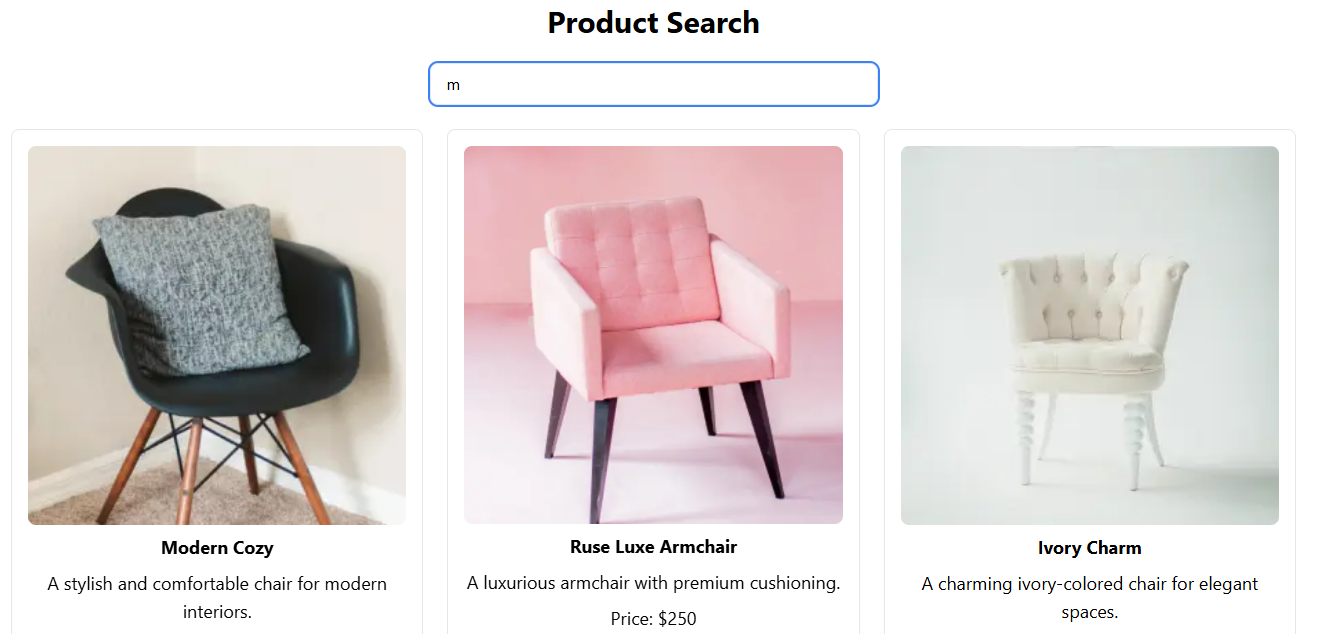 Product Search
m
Modern Cozy
A stylish and comfortable chair for modern
interiors.
Ruse Luxe Armchair
A luxurious armchair with premium cushioning.
Price: $250
Ivory Charm
A charming ivory-colored chair for elegant
spaces.